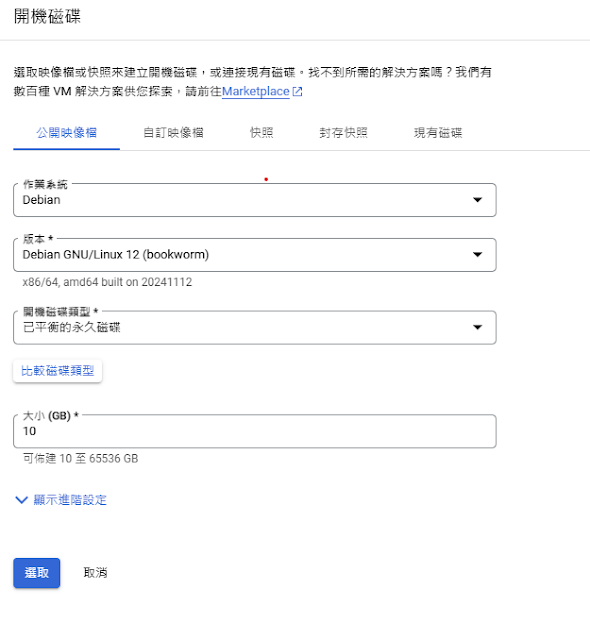 開機磁碟
選取映像檔或快照來建立開機磁碟，或連接現有磁碟。找不到所需的解決方案嗎？我們有
數百種 VM 解決方案供您探索，請前往Marketplace
公開映像檔 自訂映像檔 快照 封存快照 現有磁碟
作業系統
Debian
版本 *
Debian GNU/Linux 12 (bookworm)
x86/64, amd64 built on 20241112
開機磁碟類型 *
已平衡的永久磁碟
比較磁碟類型
大小 (GB) *
10
可佈建 10 至 65536 GB
顯示進階設定
選取 取消